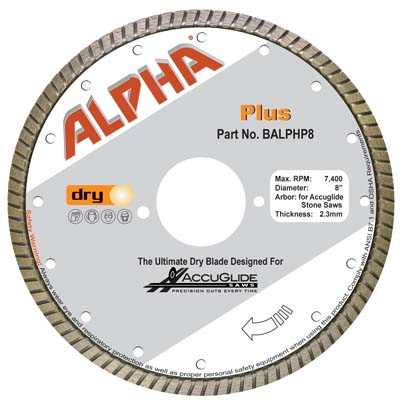 ALPHA
Plus
Part No. BALPHP8
Max. RPM: 7,400
Diameter: 8"
Arbor: for Accuglide
Stone Saws
Thickness: 2.3mm
dry
The Ultimate Dry Blade Designed For
ACCUGLIDE
SAWS
PRECISION CUTS EVERY TIME
Safety Warning: Always wear eye and respiratory protection as well as proper personal safety equipment when using this product. Comply with ANSI B7.1 and OSHA Requirements